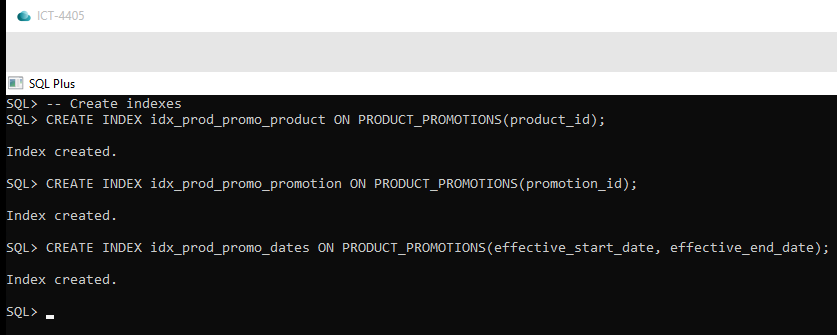 ICT-4405
SQL Plus
SQL> -- Create indexes
SQL> CREATE INDEX idx_prod_promo_product ON PRODUCT_PROMOTIONS(product_id);
Index created.
SQL> CREATE INDEX idx_prod_promo_promotion ON PRODUCT_PROMOTIONS(promotion_id);
Index created.
SQL> CREATE INDEX idx_prod_promo_dates ON PRODUCT_PROMOTIONS(effective_start_date, effective_end_date);
Index created.
SQL>